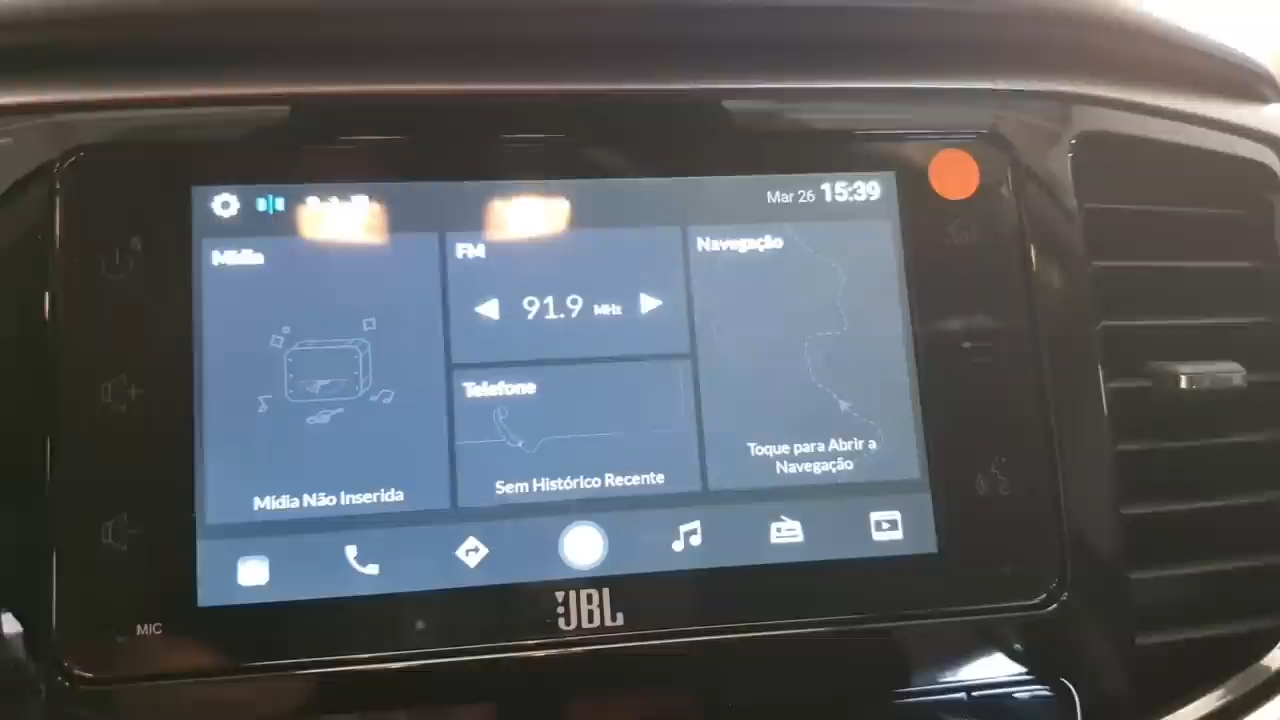 Mar 26 15:39
Mídia
FM
Navegação
91.9 MHz
Telefone
Toque para Abrir a
Navegação
Sem Histórico Recente
Mídia Não Inserida
JBL
MIC